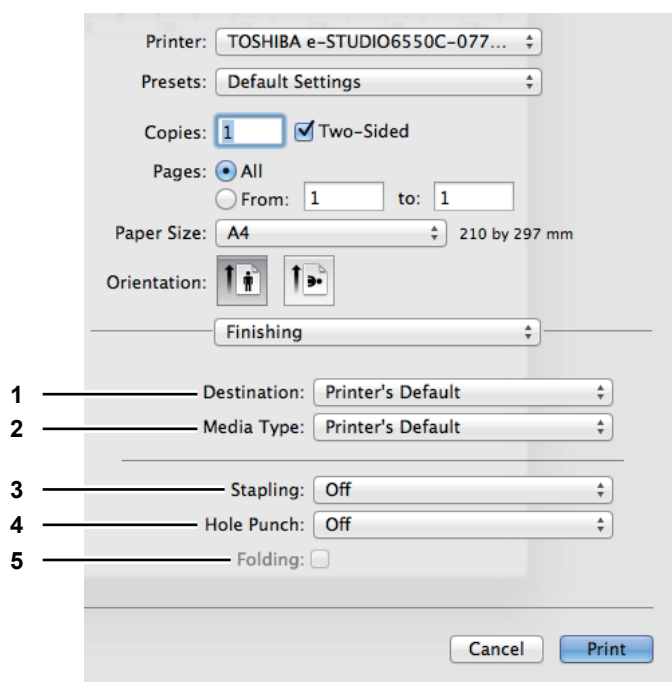 Printer: TOSHIBA e-STUDIO6550C-077...
Presets: Default Settings
Copies: 1 Two-Sided
Pages: All
From: 1 to: 1
Paper Size: A4 210 by 297 mm
Orientation:
Finishing
1 Destination: Printer's Default
2 Media Type: Printer's Default
3 Stapling: Off
4 Hole Punch: Off
5 Folding:
Cancel Print